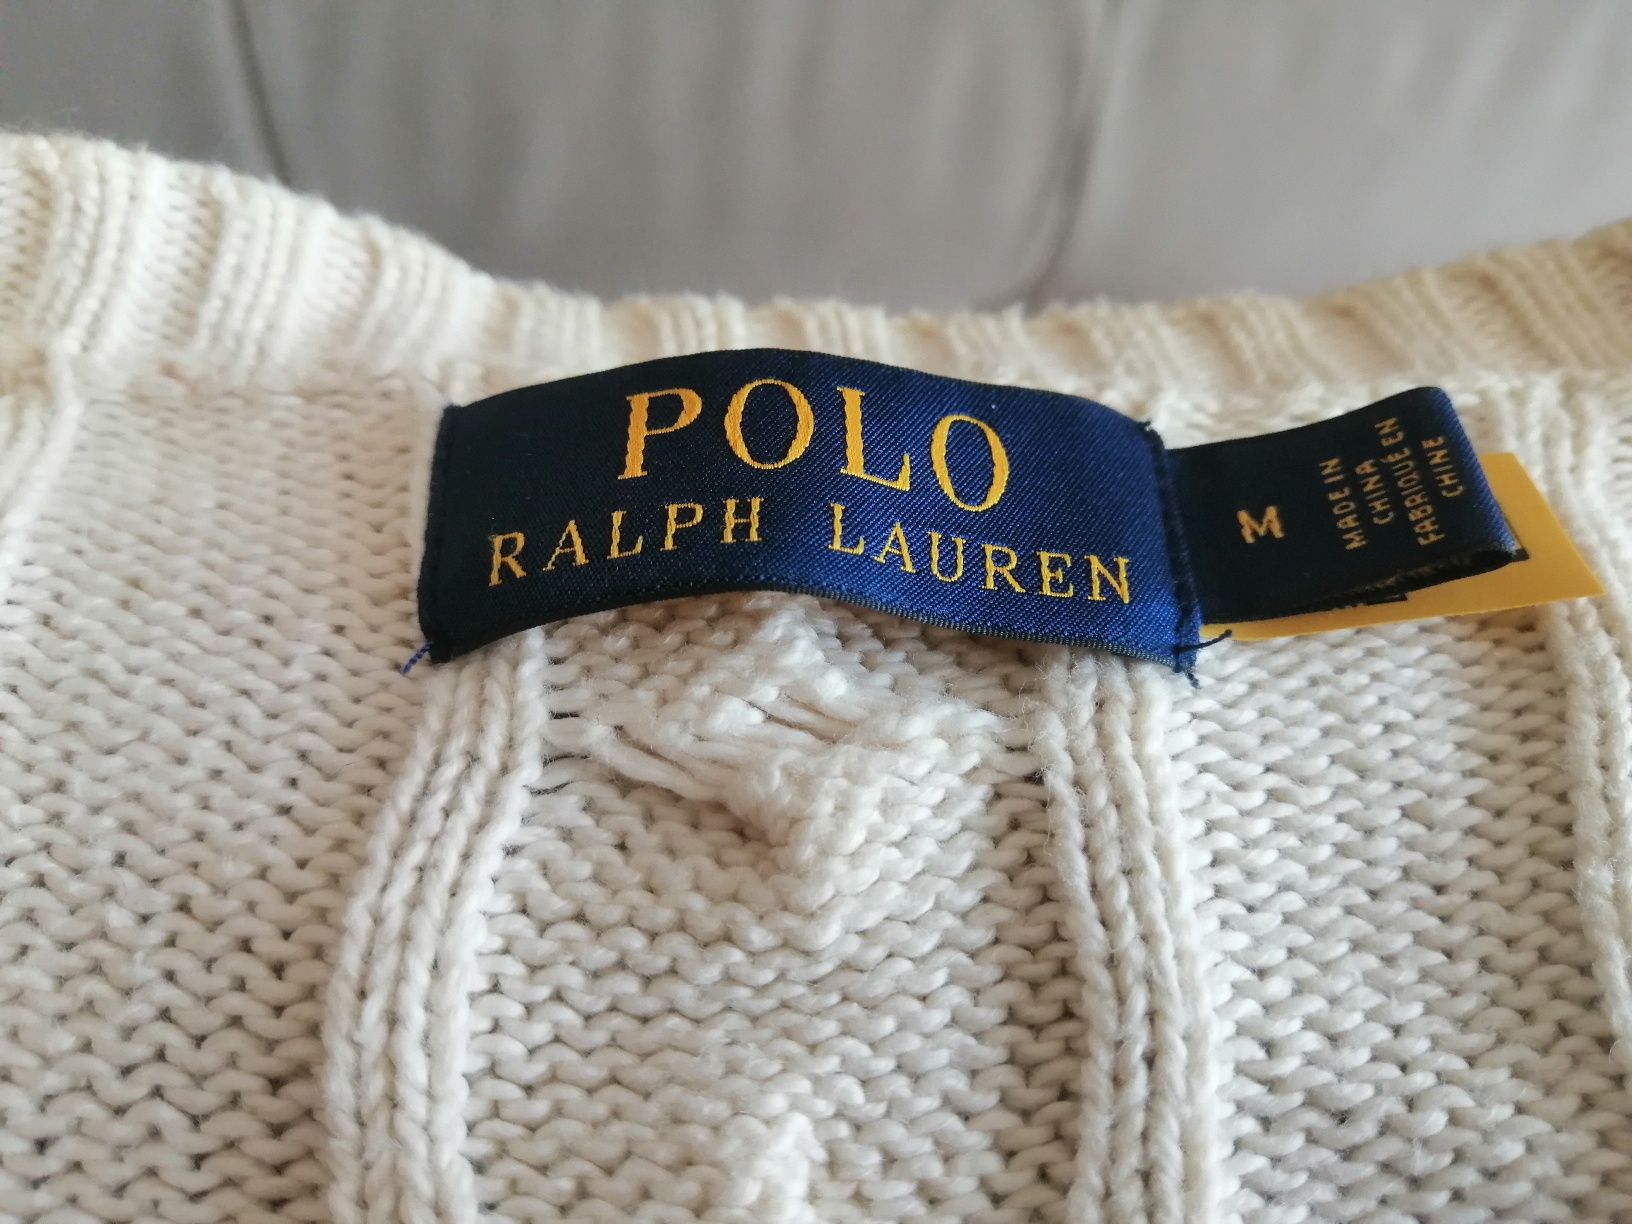 POLO
RALPH LAUREN
M
MADE IN
CHINA
FABRIQUÉ EN
CHINE